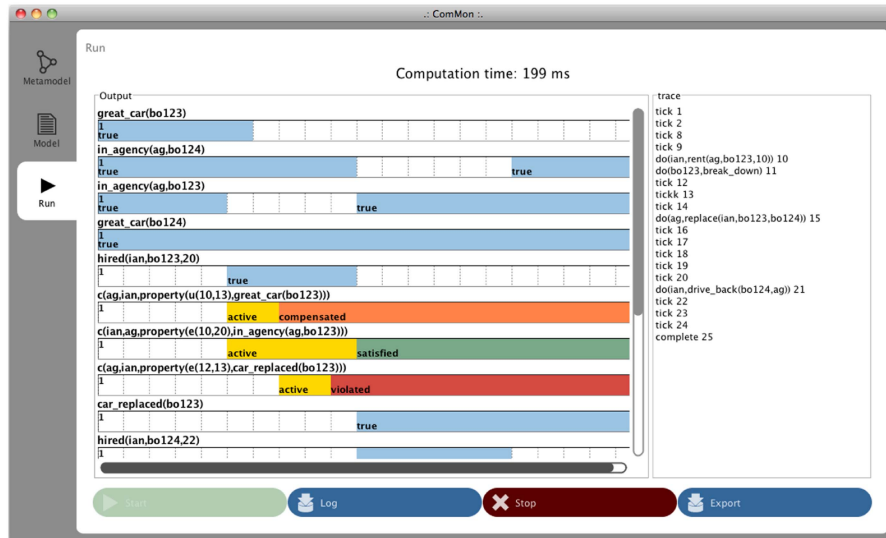 .: ComMon :.
Metamodel
Model
Run
Run
Computation time: 199 ms
Output
great_car(bo123)
1
true
in_agency(ag,bo124)
1
true
true
in_agency(ag,bo123)
1
true
true
great_car(bo124)
1
true
hired(ian,bo123,20)
1
true
c(ag,ian,property(u(10,13),great_car(bo123)))
1
active
compensated
c(ian,ag,property(e(10,20),in_agency(ag,bo123)))
1
active
satisfied
c(ag,ian,property(e(12,13),car_replaced(bo123)))
1
active
violated
car_replaced(bo123)
1
true
hired(ian,bo124,22)
1
trace
tick 1
tick 2
tick 8
tick 9
do(ian,rent(ag,bo123,10)) 10
do(bo123,break_down) 11
tick 12
tickk 13
tick 14
do(ag,replace(ian,bo123,bo124)) 15
tick 16
tick 17
tick 18
tick 19
tick 20
do(ian,drive_back(bo124,ag)) 21
tick 22
tick 23
tick 24
complete 25
Start
Log
Stop
Export